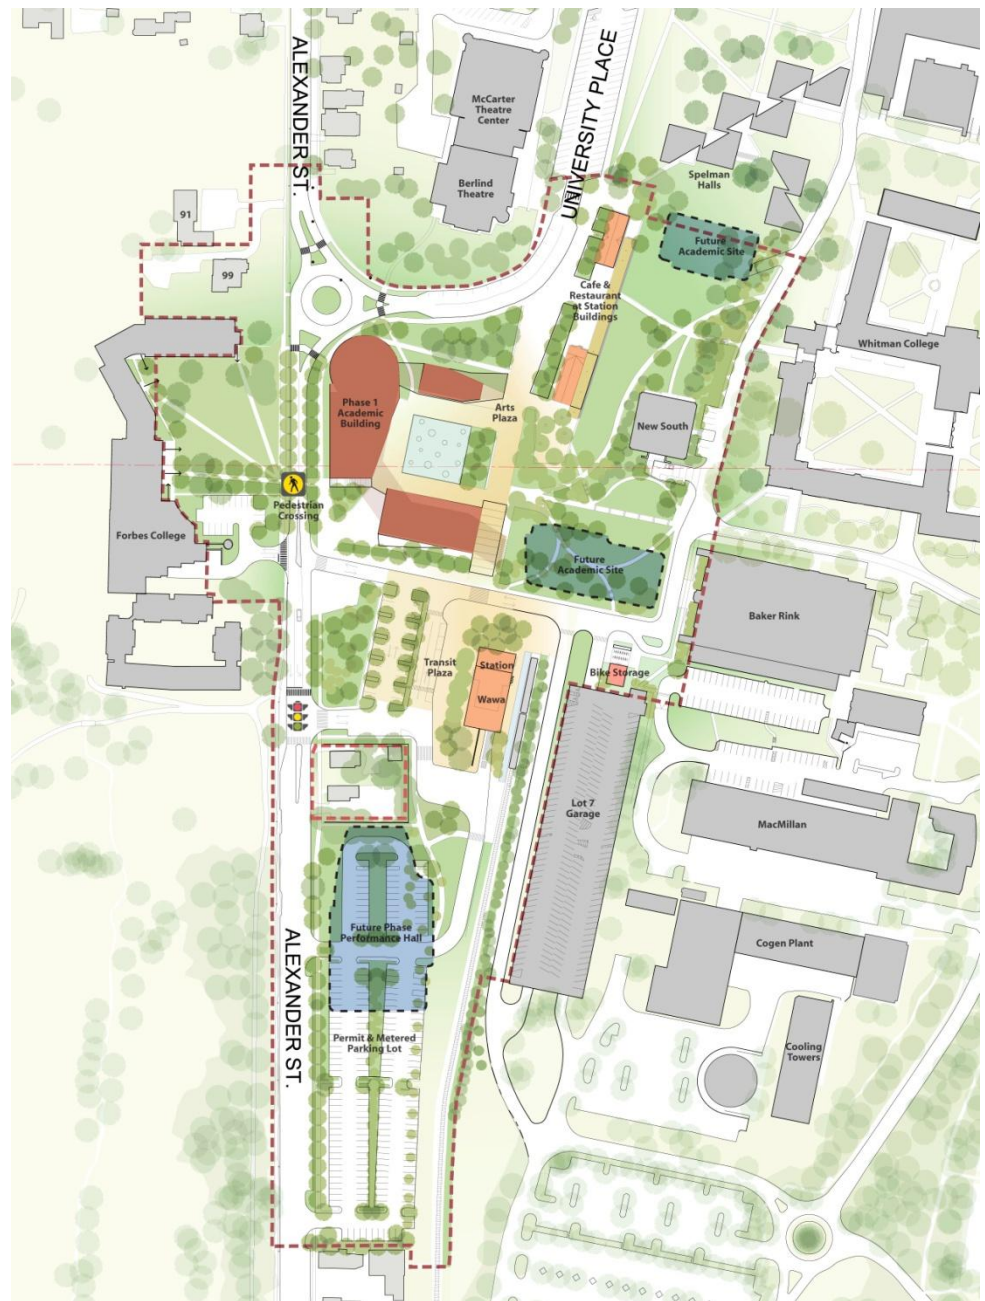 ALEXANDER ST.
UNIVERSITY PLACE
McCarter
Theatre
Center
Berlind
Theatre
Spelman
Halls
91
99
Future
Academic Site
Cafe &
Restaurant
at Station
Buildings
Whitman College
Phase 1
Academic
Building
Arts
Plaza
New South
Pedestrian
Crossing
Forbes College
Future
Academic Site
Baker Rink
Transit
Plaza
Station
Bike Storage
Wawa
Lot 7
Garage
MacMillan
Future Phase
Performance Hall
Cogen Plant
ALEXANDER ST.
Permit & Metered
Parking Lot
Cooling
Towers